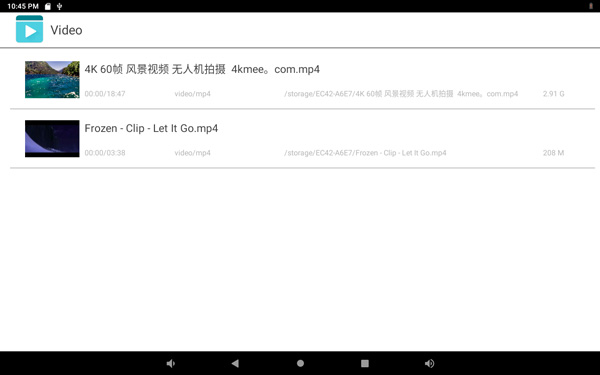 10:45 PM
Video
4K 60帧 风景视频 无人机拍摄  4kmee。com.mp4
00:00/18:47 video/mp4 /storage/EC42-A6E7/4K 60帧 风景视频 无人机拍摄  4kmee。com.mp4 2.91 G
Frozen - Clip - Let It Go.mp4
00:00/03:38 video/mp4 /storage/EC42-A6E7/Frozen - Clip - Let It Go.mp4 208 M